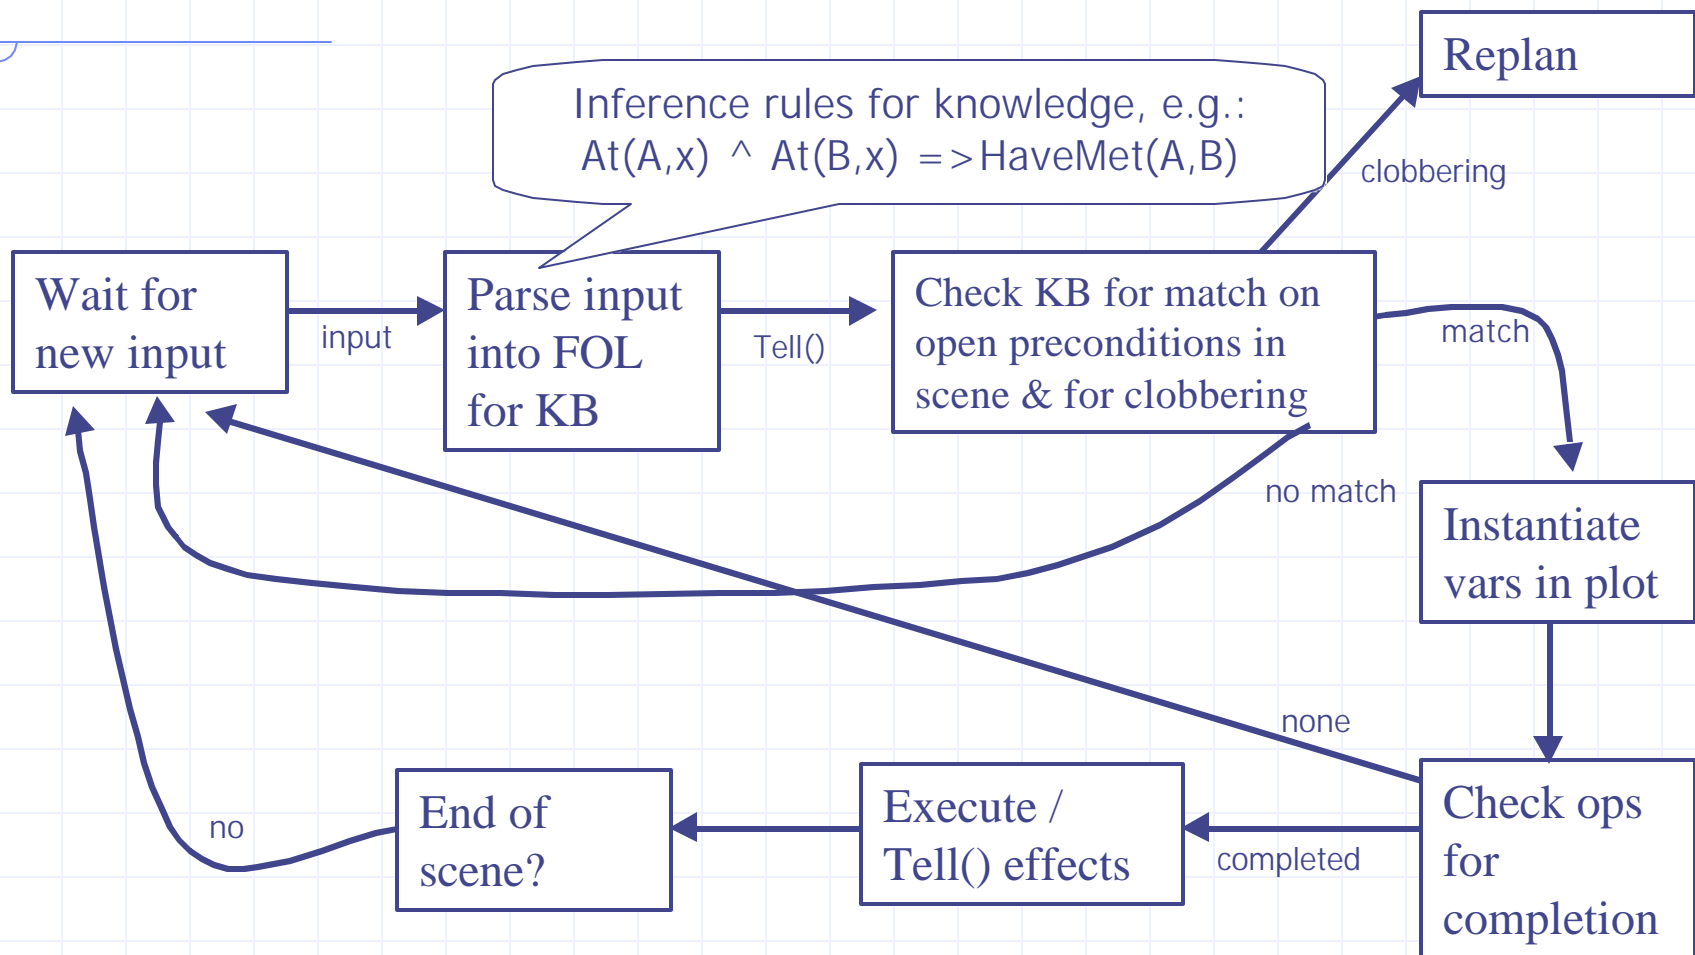 Replan
Inference rules for knowledge, e.g.:
At(A,x) ^ At(B,x) =>HaveMet(A,B)
clobbering
Wait for
new input
input
Parse input
into FOL
for KB
Tell()
Check KB for match on
open preconditions in
scene & for clobbering
match
no match
Instantiate
vars in plot
none
Check ops
for
completion
completed
Execute /
Tell() effects
End of
scene?
no